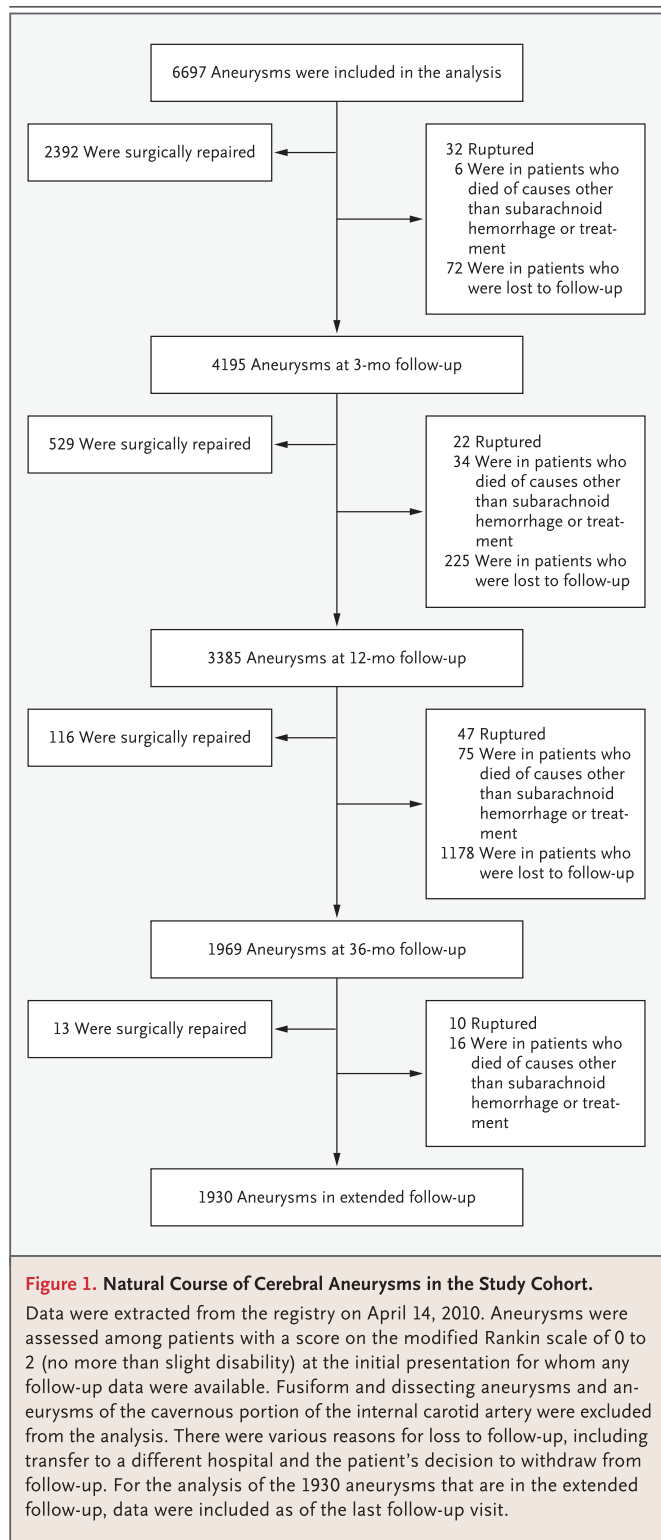 6697 Aneurysms were included in the analysis
2392 Were surgically repaired
32 Ruptured
6 Were in patients who
died of causes other
than subarachnoid
hemorrhage or treat-
ment
72 Were in patients who
were lost to follow-up
4195 Aneurysms at 3-mo follow-up
529 Were surgically repaired
22 Ruptured
34 Were in patients who
died of causes other
than subarachnoid
hemorrhage or treat-
ment
225 Were in patients who
were lost to follow-up
3385 Aneurysms at 12-mo follow-up
116 Were surgically repaired
47 Ruptured
75 Were in patients who
died of causes other
than subarachnoid
hemorrhage or treat-
ment
1178 Were in patients who
were lost to follow-up
1969 Aneurysms at 36-mo follow-up
13 Were surgically repaired
10 Ruptured
16 Were in patients who
died of causes other
than subarachnoid
hemorrhage or treat-
ment
1930 Aneurysms in extended follow-up
Figure 1. Natural Course of Cerebral Aneurysms in the Study Cohort.
Data were extracted from the registry on April 14, 2010. Aneurysms were
assessed among patients with a score on the modified Rankin scale of 0 to
2 (no more than slight disability) at the initial presentation for whom any
follow-up data were available. Fusiform and dissecting aneurysms and an-
eurysms of the cavernous portion of the internal carotid artery were excluded
from the analysis. There were various reasons for loss to follow-up, including
transfer to a different hospital and the patient's decision to withdraw from
follow-up. For the analysis of the 1930 aneurysms that are in the extended
follow-up, data were included as of the last follow-up visit.